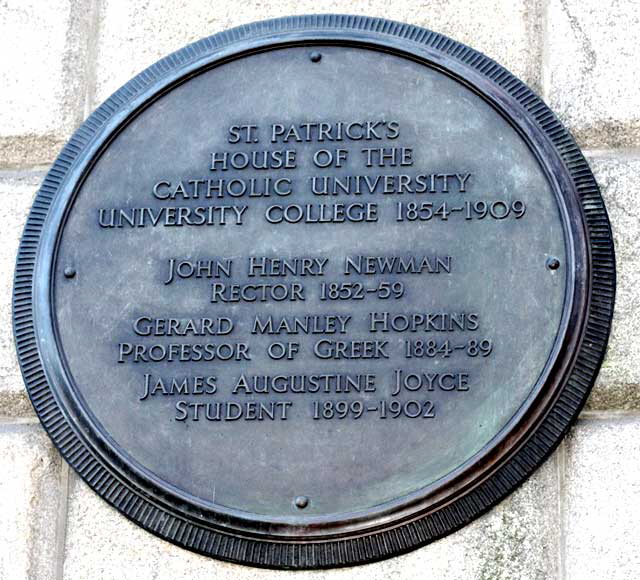 ST. PATRICK'S
HOUSE OF THE
CATHOLIC UNIVERSITY
UNIVERSITY COLLEGE 1854-1909
JOHN HENRY NEWMAN
RECTOR 1852-59
GERARD MANLEY HOPKINS
PROFESSOR OF GREEK 1884-89
JAMES AUGUSTINE JOYCE
STUDENT 1899-1902